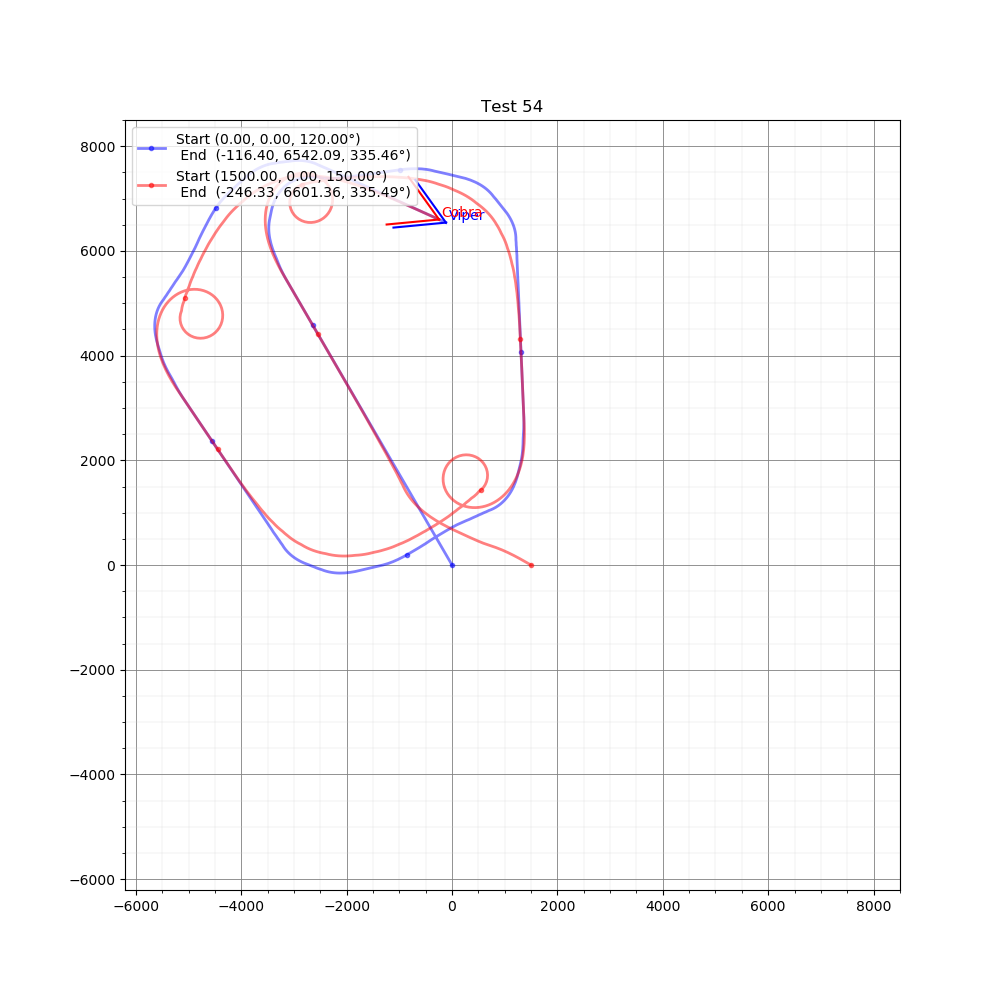 Test 54
Start (0.00, 0.00, 120.00°)
End (-116.40, 6542.09, 335.46°)
Start (1500.00, 0.00, 150.00°)
End (-246.33, 6601.36, 335.49°)
Cobra
Viper
8000
6000
4000
2000
0
−2000
−4000
−6000
−6000 −4000 −2000 0 2000 4000 6000 8000